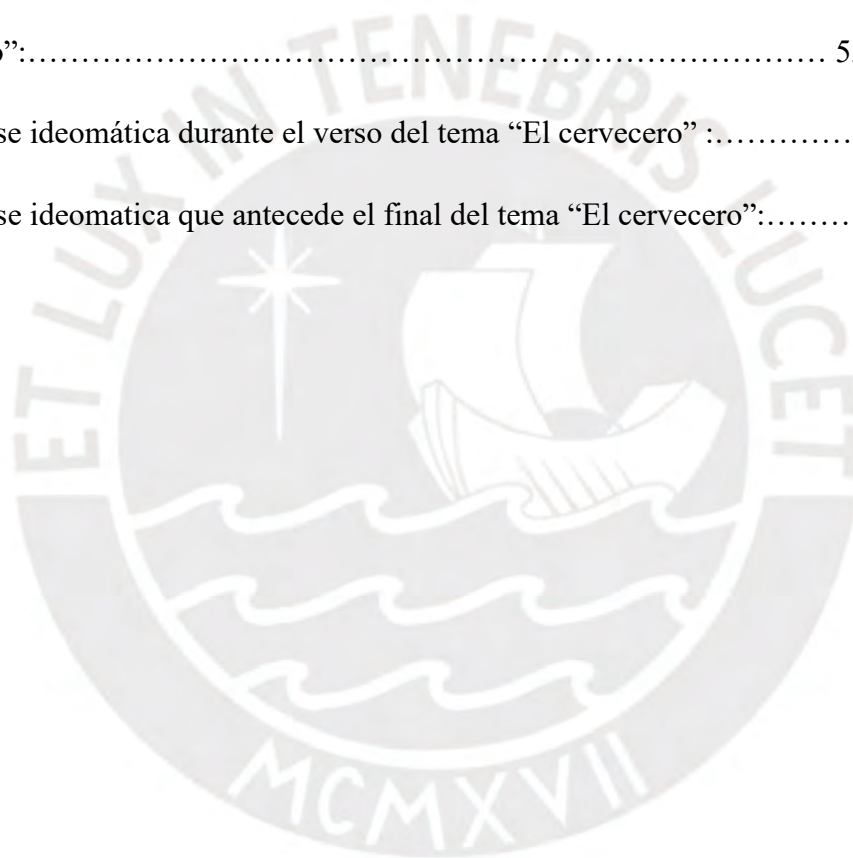 o”:…………………………………………………………………… 5
se ideomática durante el verso del tema “El cervecero” :……………
se ideomatica que antecede el final del tema “El cervecero”:………
ET LUX IN TENEBRIS LUCET
MCMXVII